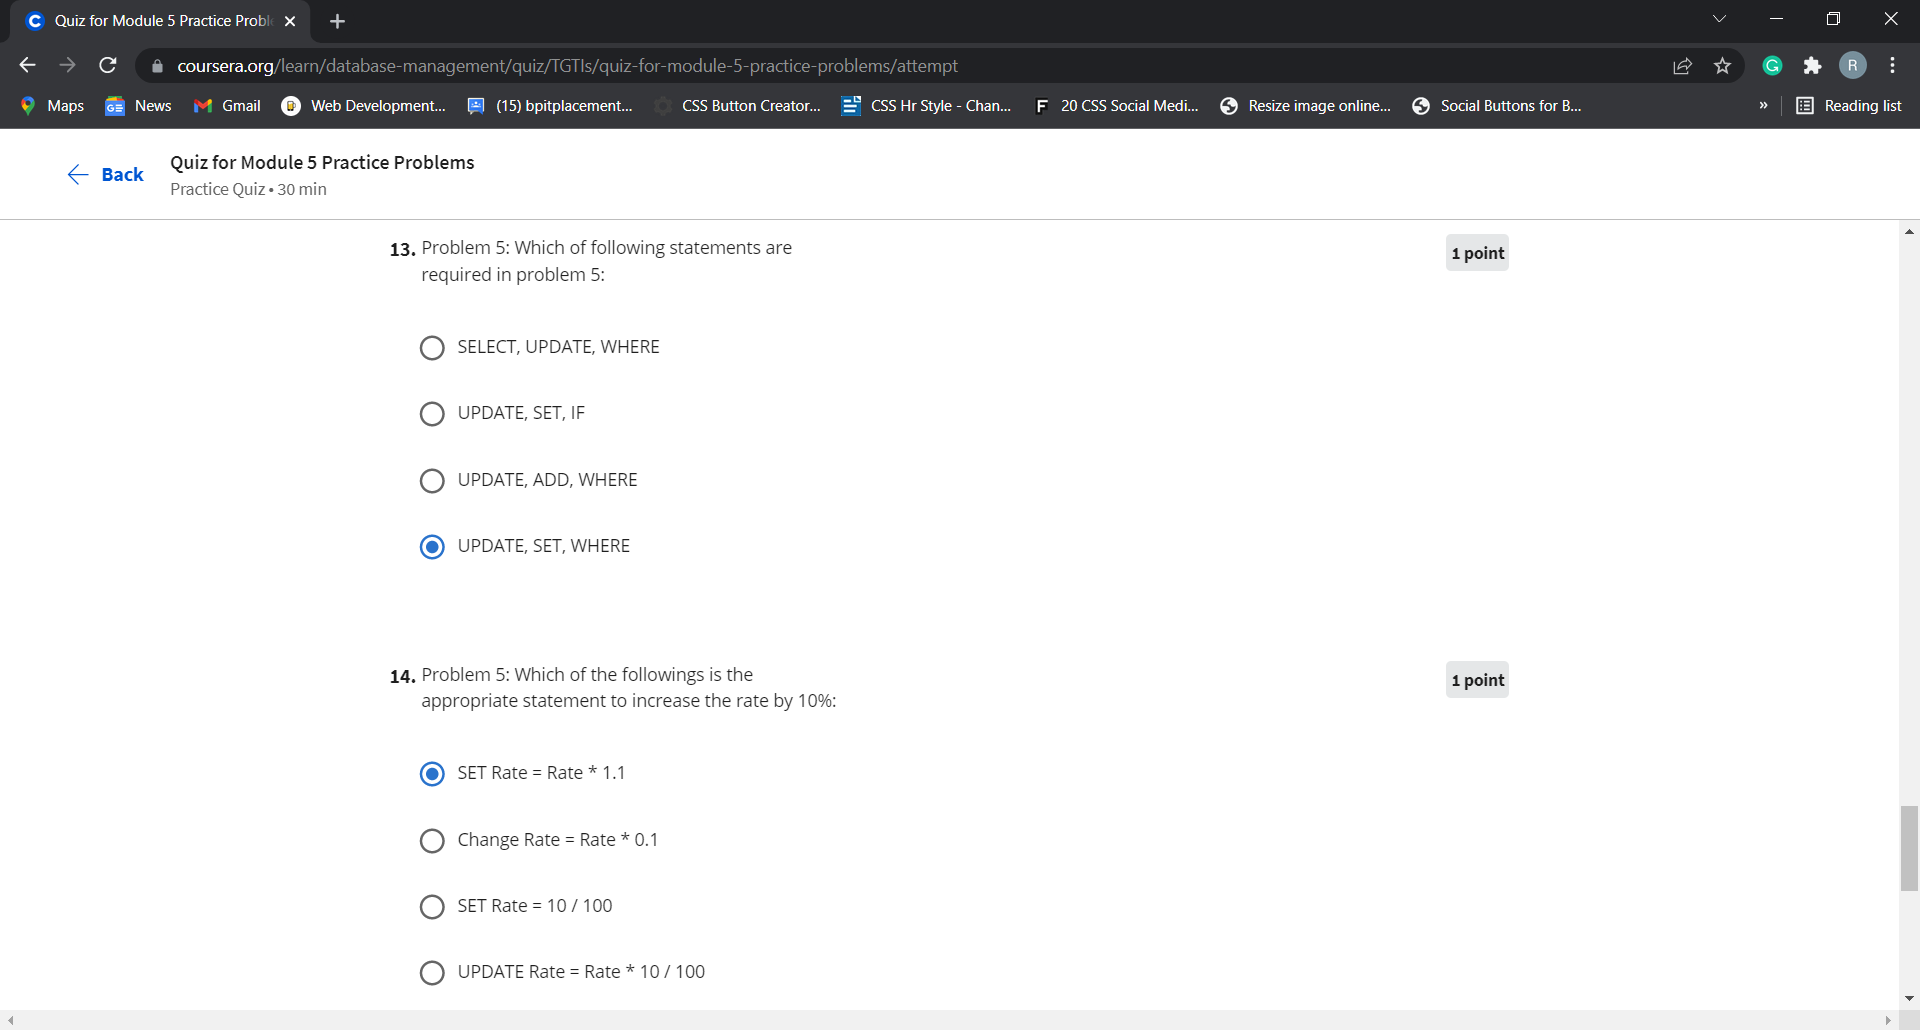 Quiz for Module 5 Practice Probl
coursera.org/learn/database-management/quiz/TGTIs/quiz-for-module-5-practice-problems/attempt
R
Maps
News
Gmail
Web Development...
(15) bpitplacement...
CSS Button Creator...
CSS Hr Style - Chan...
20 CSS Social Medi...
Resize image online...
Social Buttons for B...
»
Reading list
Back
Quiz for Module 5 Practice Problems
Practice Quiz • 30 min
13. Problem 5: Which of following statements are
required in problem 5:
1 point
SELECT, UPDATE, WHERE
UPDATE, SET, IF
UPDATE, ADD, WHERE
UPDATE, SET, WHERE
14. Problem 5: Which of the followings is the
appropriate statement to increase the rate by 10%:
1 point
SET Rate = Rate * 1.1
Change Rate = Rate * 0.1
SET Rate = 10 / 100
UPDATE Rate = Rate * 10 / 100